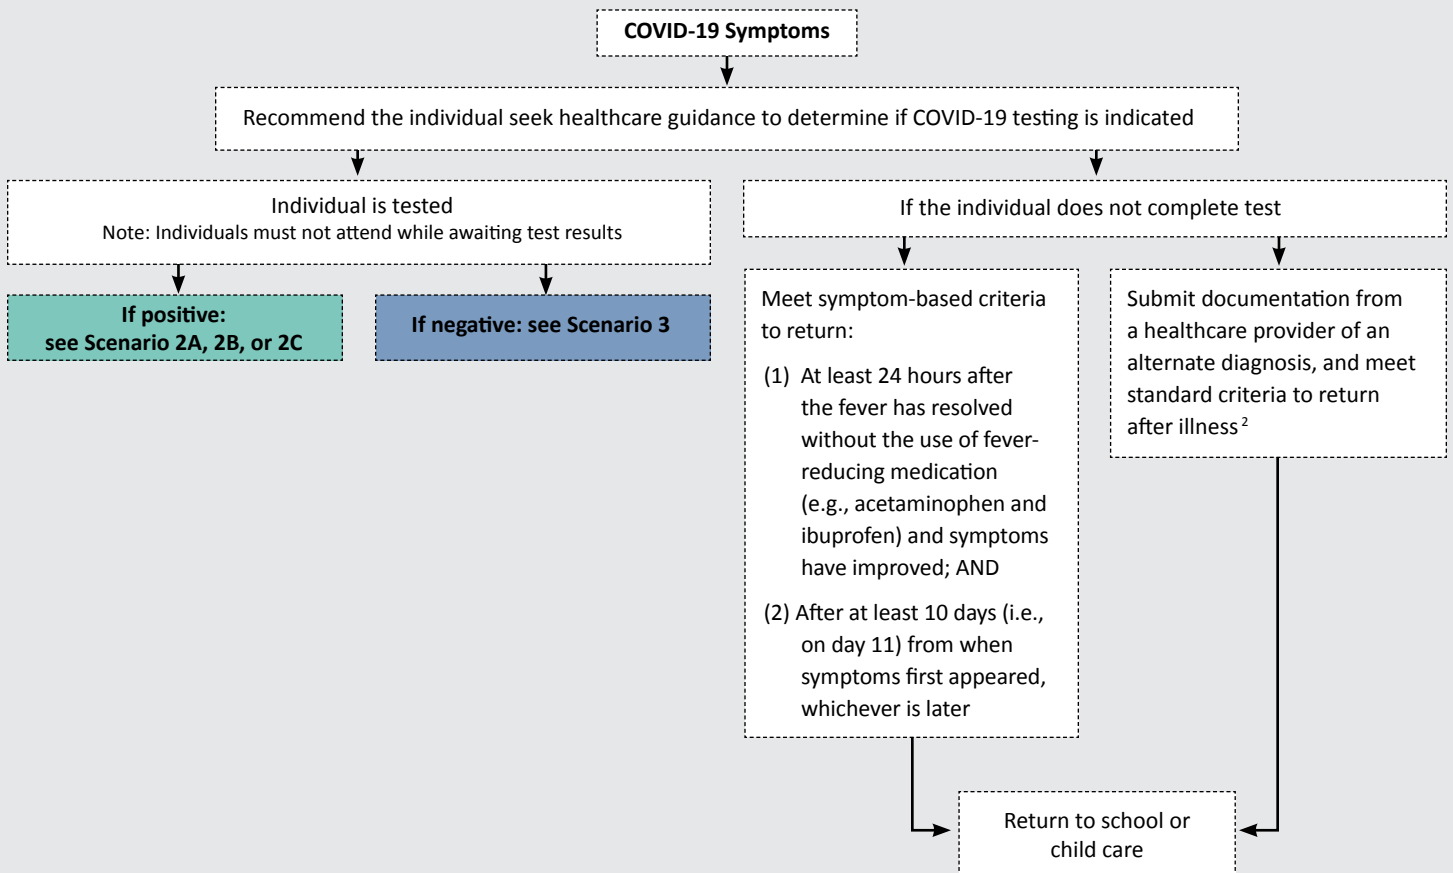 COVID-19 Symptoms
Recommend the individual seek healthcare guidance to determine if COVID-19 testing is indicated
Individual is tested
Note: Individuals must not attend while awaiting test results
If positive:
see Scenario 2A, 2B, or 2C
If negative: see Scenario 3
If the individual does not complete test
Meet symptom-based criteria
to return:
(1) At least 24 hours after
the fever has resolved
without the use of fever-
reducing medication
(e.g., acetaminophen and
ibuprofen) and symptoms
have improved; AND
(2) After at least 10 days (i.e.,
on day 11) from when
symptoms first appeared,
whichever is later
Submit documentation from
a healthcare provider of an
alternate diagnosis, and meet
standard criteria to return
after illness²
Return to school or
child care